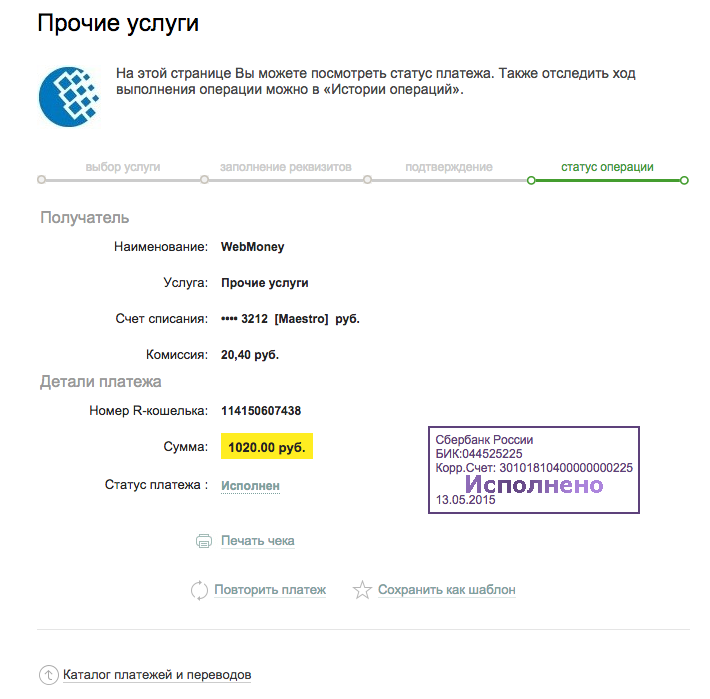 Прочие услуги
На этой странице Вы можете посмотреть статус платежа. Также отследить ход
выполнения операции можно в «Истории операций».
выбор услуги заполнение реквизитов подтверждение статус операции
Получатель
Наименование: WebMoney
Услуга: Прочие услуги
Счет списания: •••• 3212 [Maestro] руб.
Комиссия: 20,40 руб.
Детали платежа
Номер R-кошелька: 114150607438
Сумма: 1020.00 руб.
Статус платежа : Исполнен
Сбербанк России
БИК:044525225
Корр.Счет: 30101810400000000225
Исполнено
13.05.2015
Печать чека
Повторить платеж Сохранить как шаблон
Каталог платежей и переводов